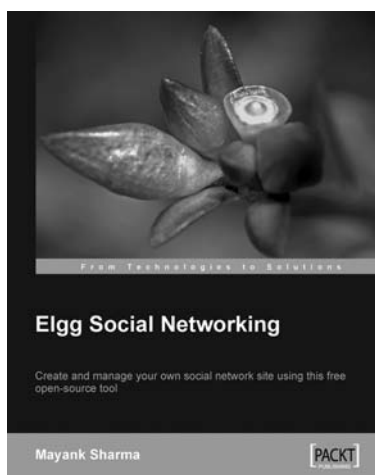 From Technologies to Solutions
Elgg Social Networking
Create and manage your own social network site using this free
open-source tool
Mayank Sharma
[PACKT]
PUBLISHING